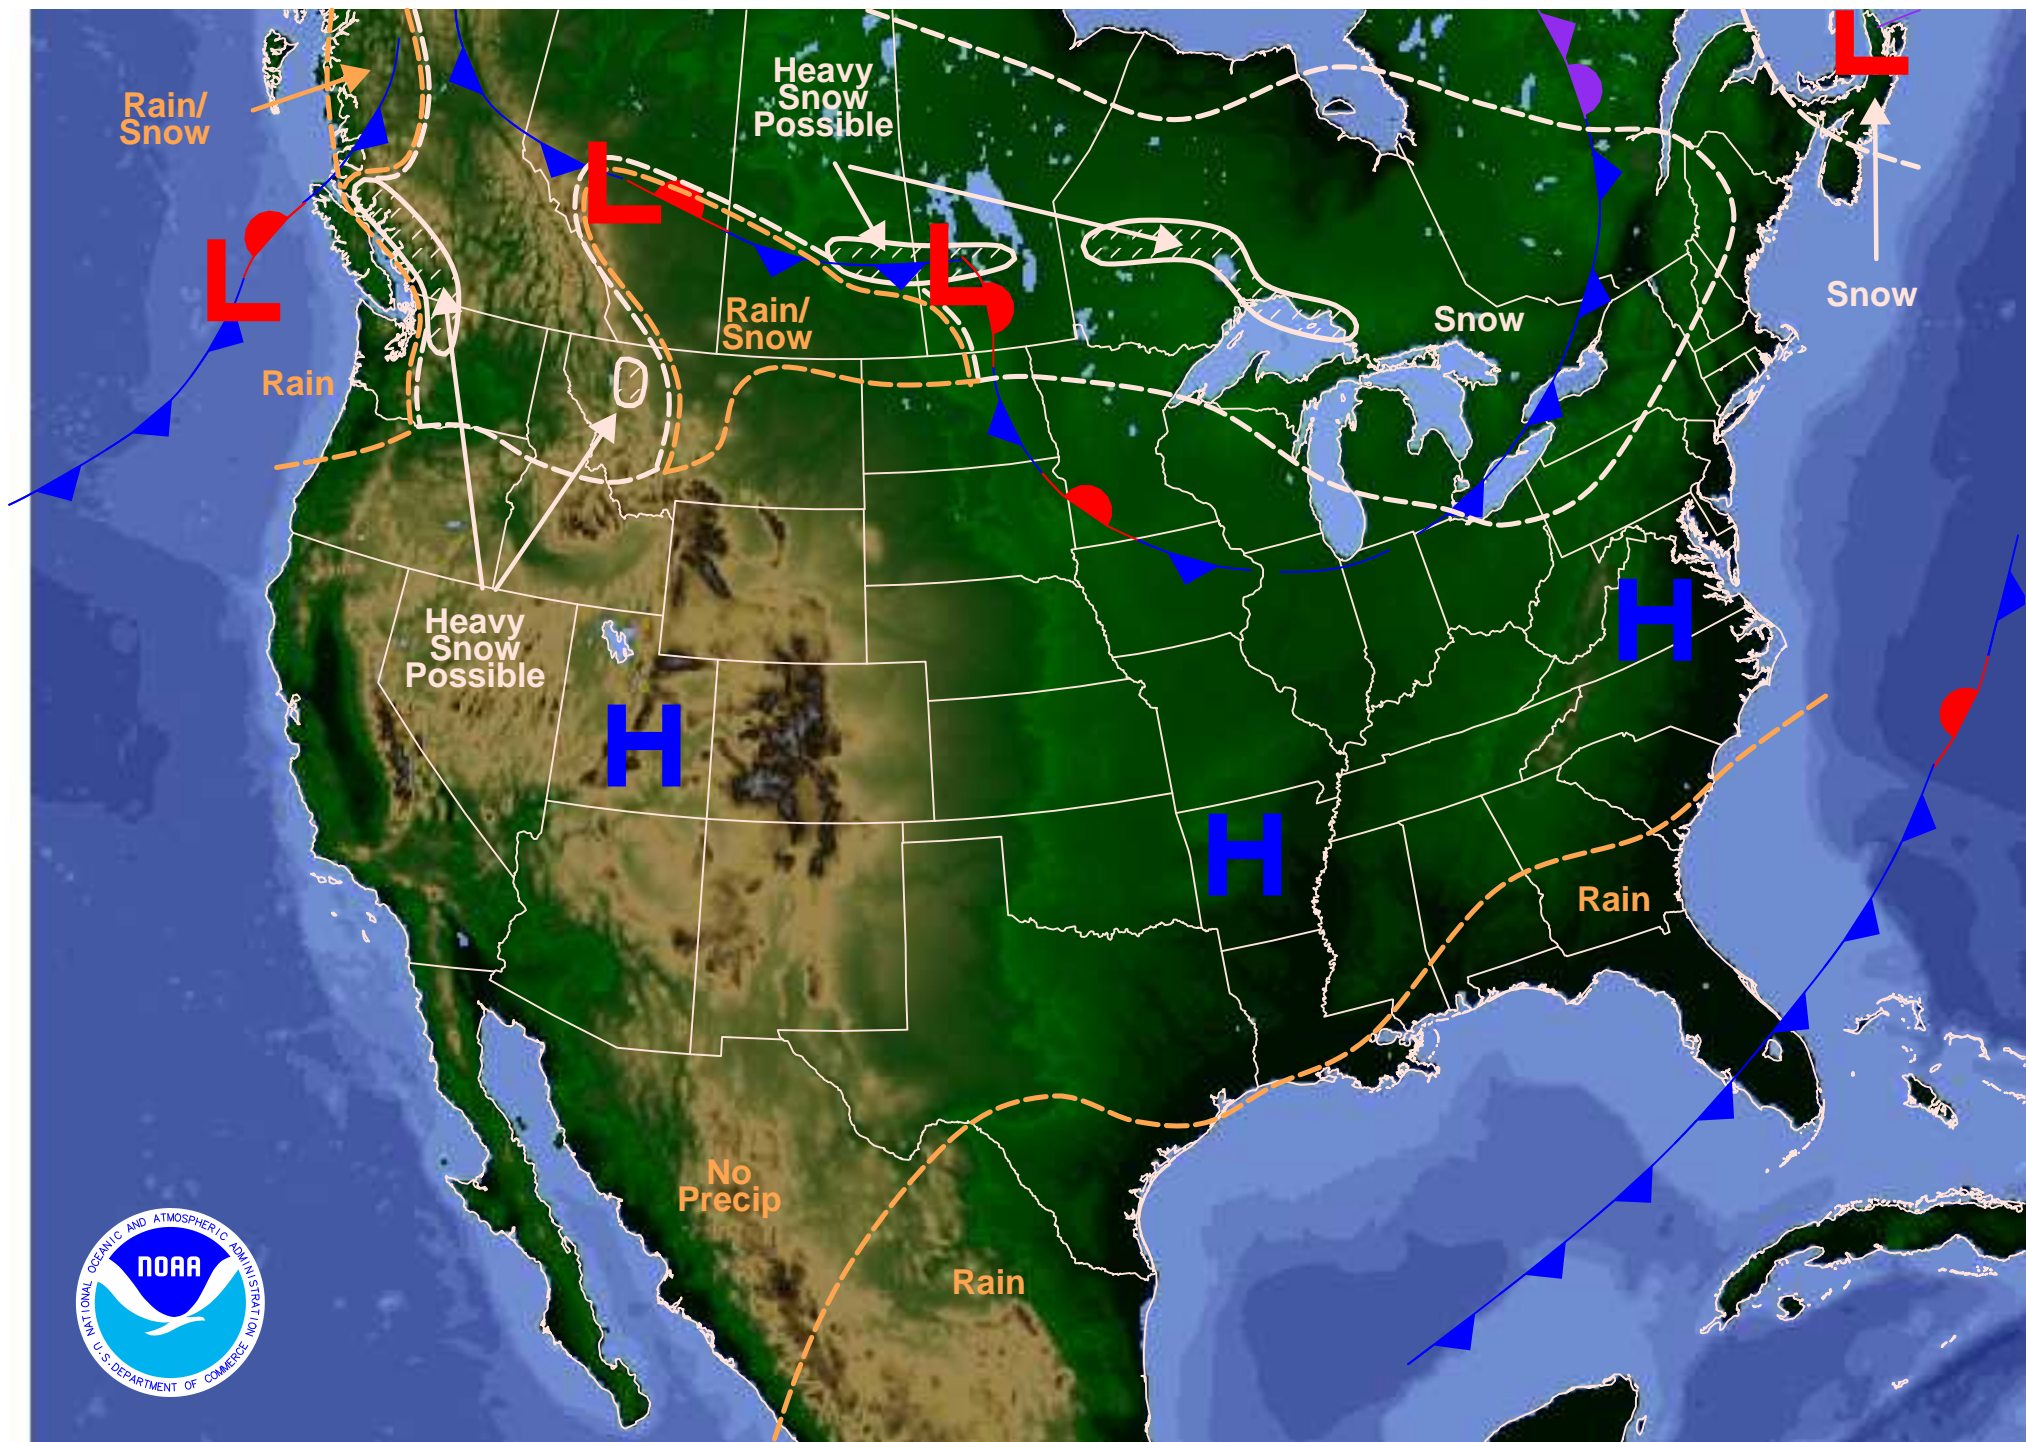 L
Heavy
Snow
Possible
Rain/
Snow
L
L
L
Snow
Rain/
Snow
Snow
Rain
H
Heavy
Snow
Possible
H
H
Rain
No
Precip
Rain
NATIONAL OCEANIC AND ATMOSPHERIC ADMINISTRATION
NOAA
U.S. DEPARTMENT OF COMMERCE